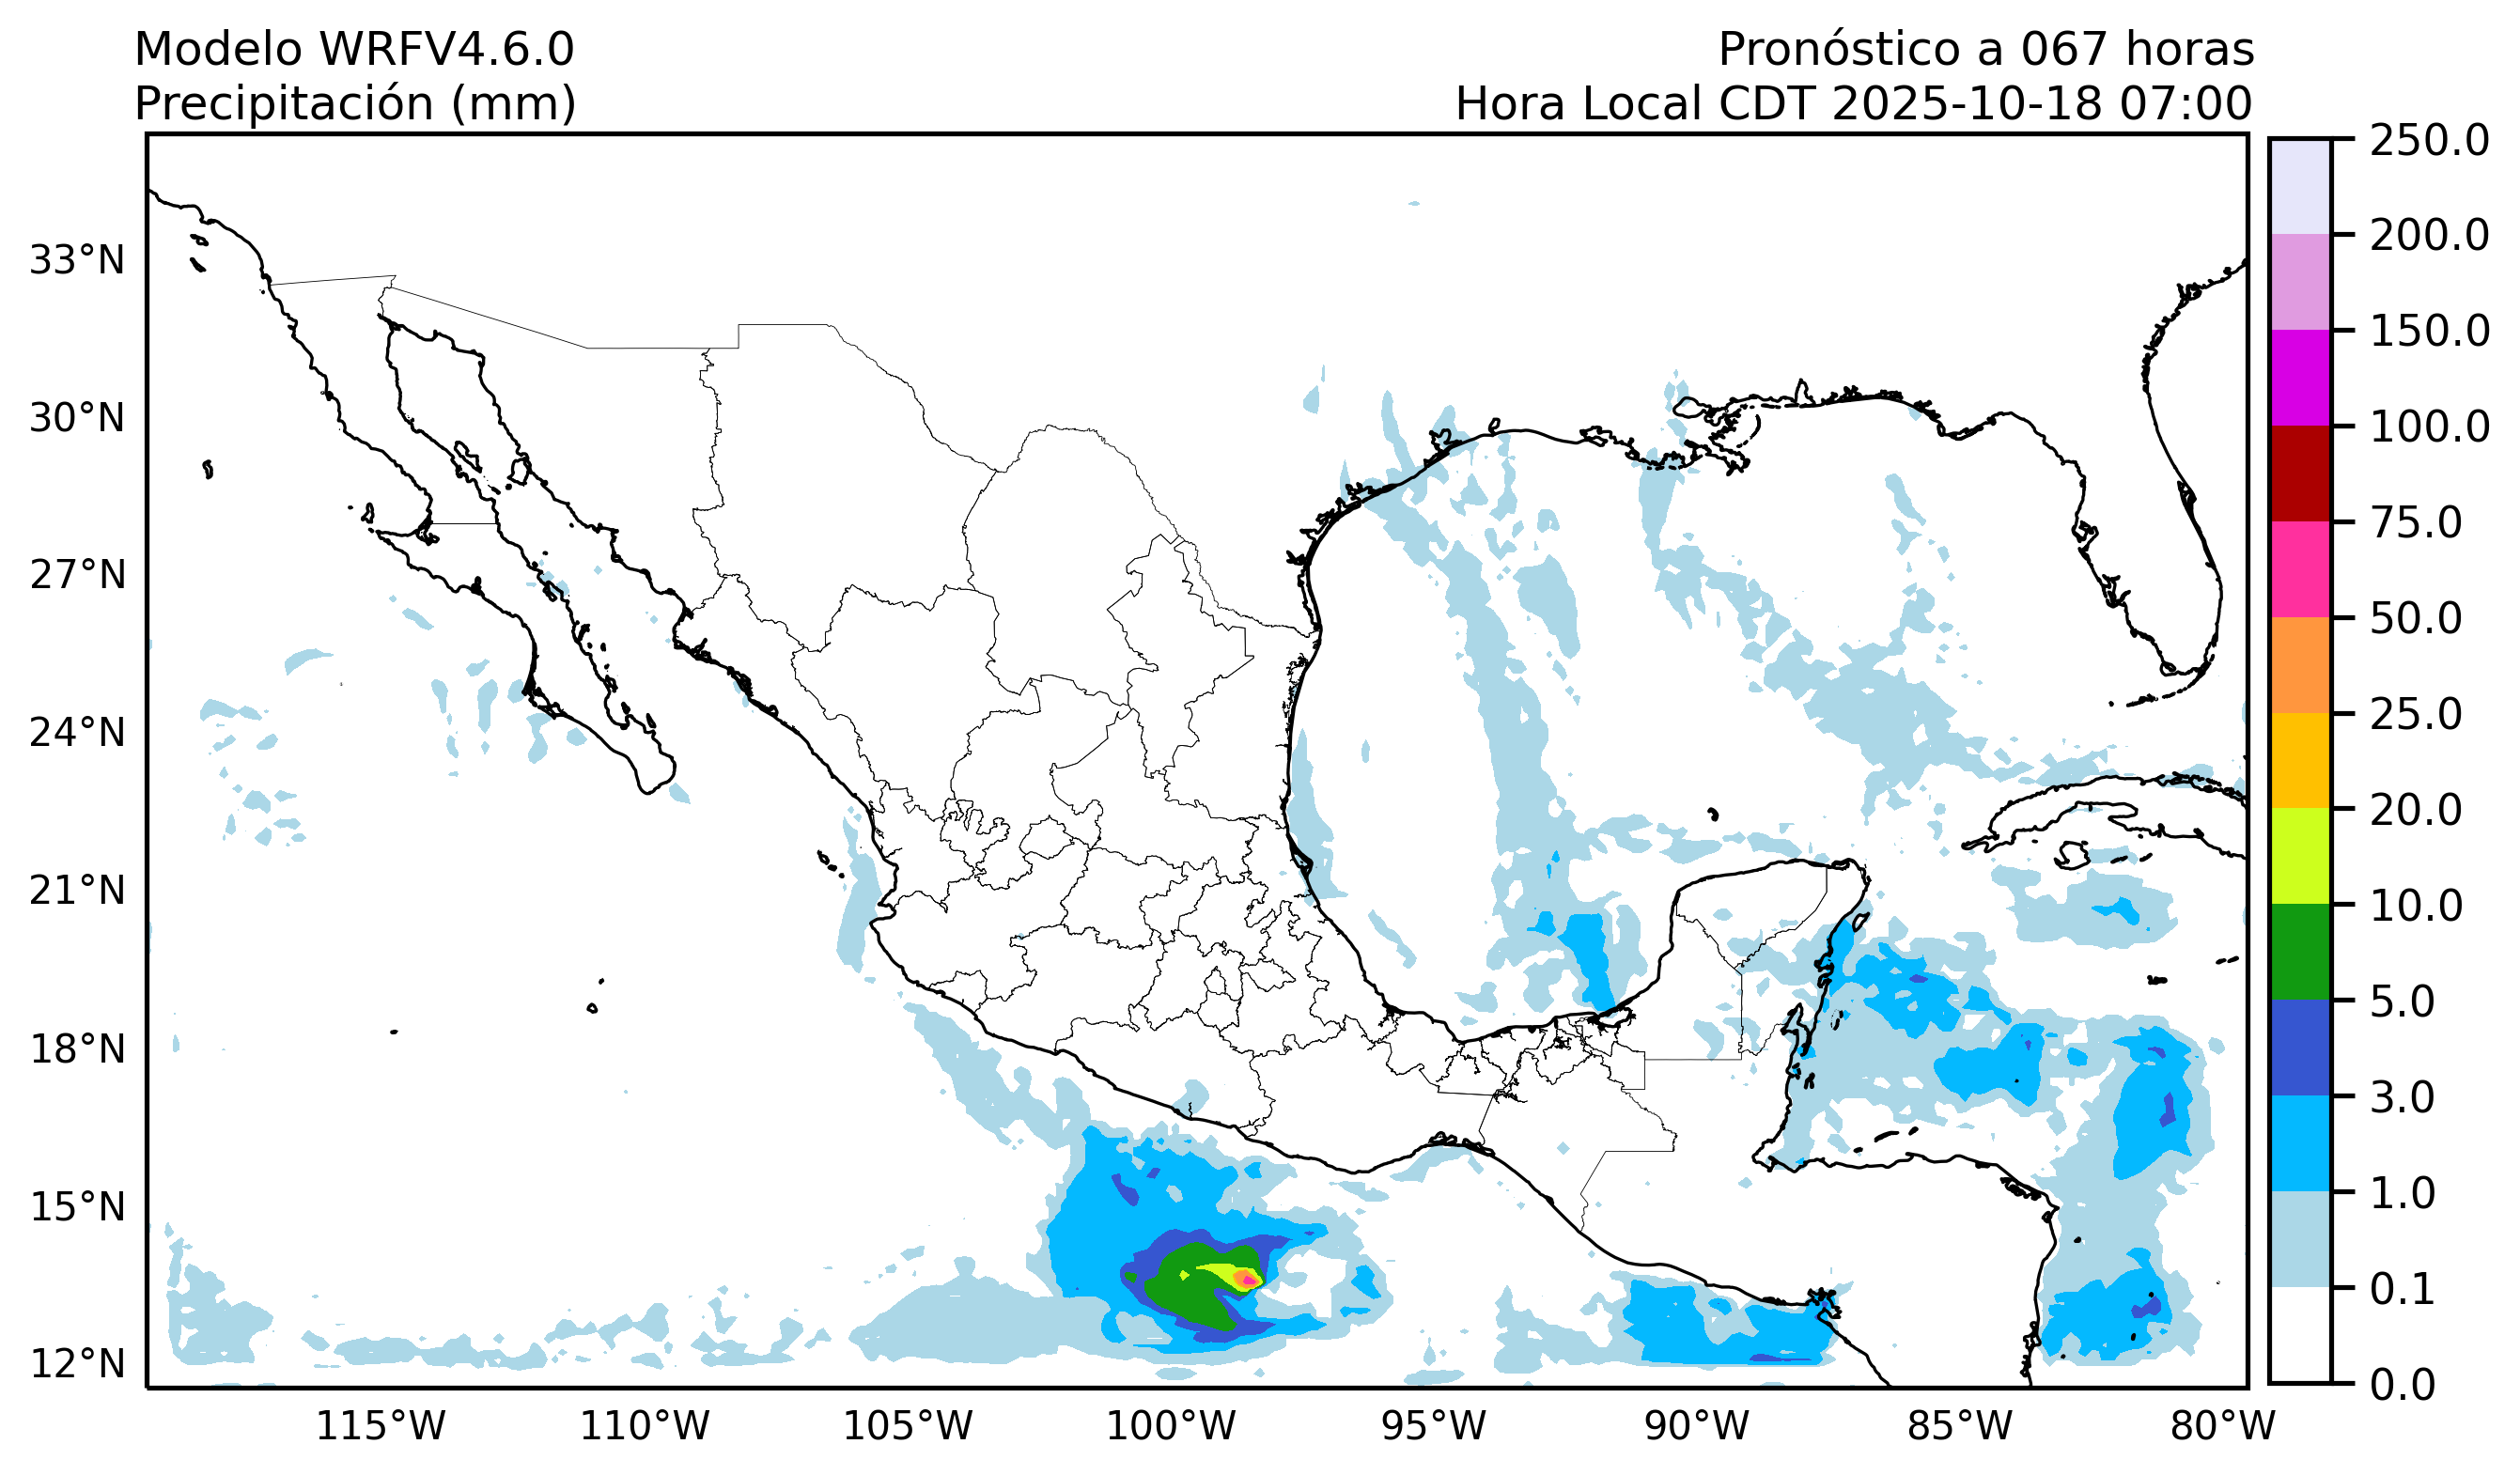 Modelo WRFV4.6.0
Precipitación (mm)
Pronóstico a 067 horas
Hora Local CDT 2025-10-18 07:00
33°N
30°N
27°N
24°N
21°N
18°N
15°N
12°N
115°W
110°W
105°W
100°W
95°W
90°W
85°W
80°W
250.0
200.0
150.0
100.0
75.0
50.0
25.0
20.0
10.0
5.0
3.0
1.0
0.1
0.0